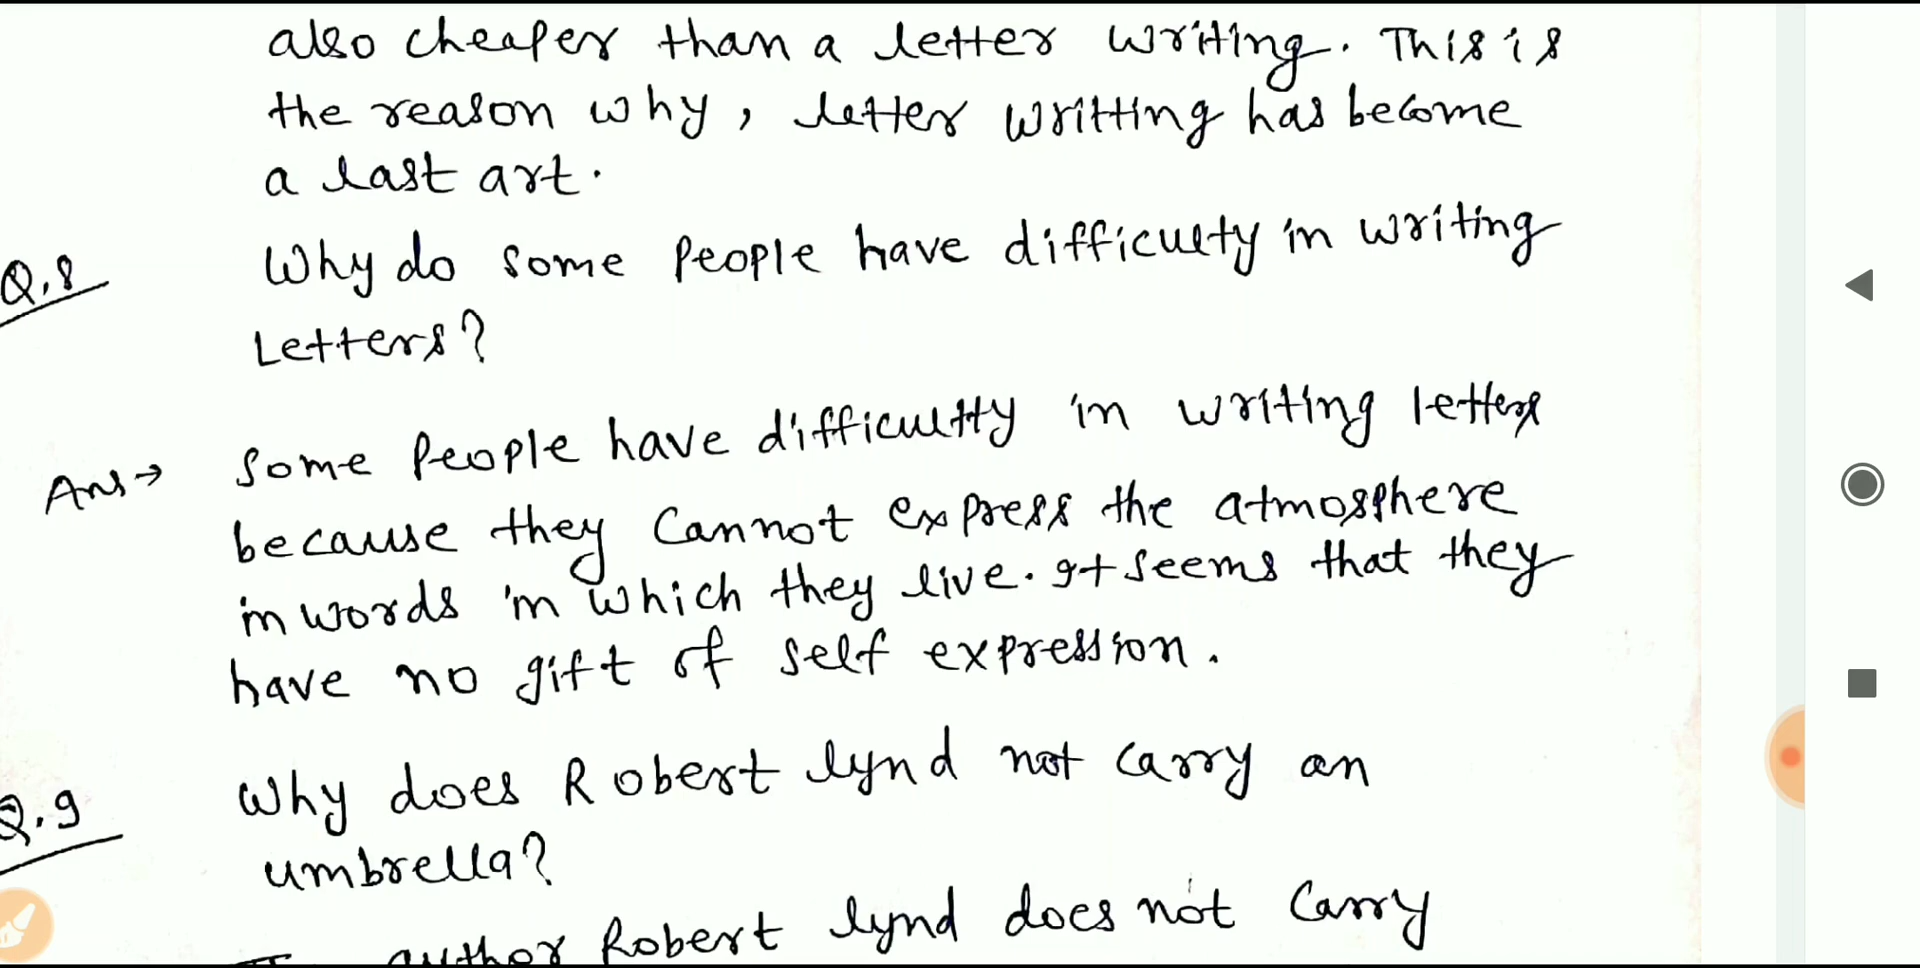 also cheaper than a letter writing. This is
the reason why, letter writting has become
a last art.
Q.8 Why do some People have difficulty in writing
Letters?
Ans→ Some People have difficultty in writing letters
because they Cannot express the atmosphere
in words in which they live. It seems that they
have no gift of self expression.
Q.9 Why does Robert lynd not carry an
umbrella?
author Robert lynd does not Carry